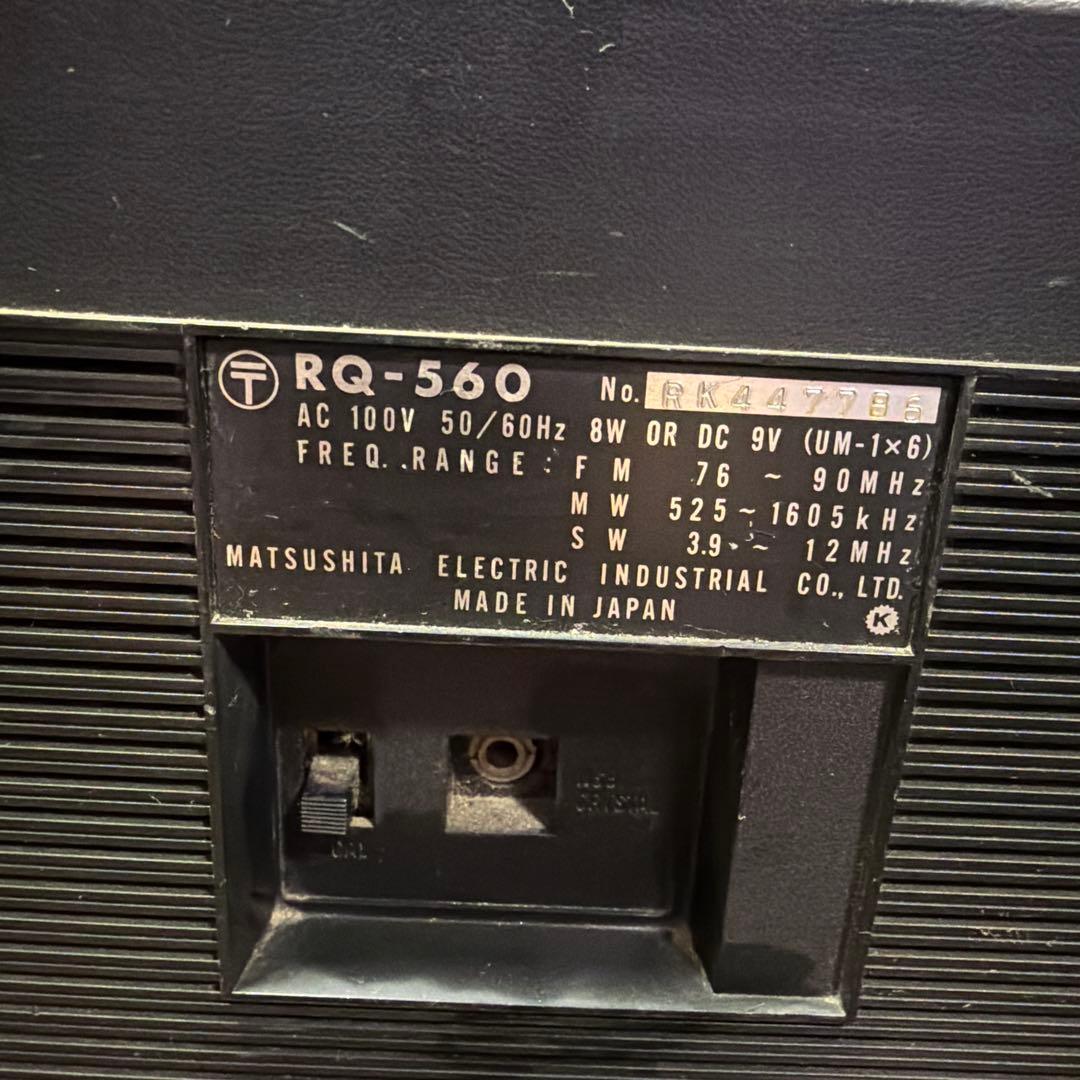 RQ-560 No. RK447786
AC 100V 50/60Hz 8W OR DC 9V (UM-1×6)
FREQ. RANGE: FM 76 ~ 90MHz
MW 525~1605kHz
SW 3.9 ~ 12MHz
MATSUSHITA ELECTRIC INDUSTRIAL CO., LTD.
MADE IN JAPAN
K
CAL